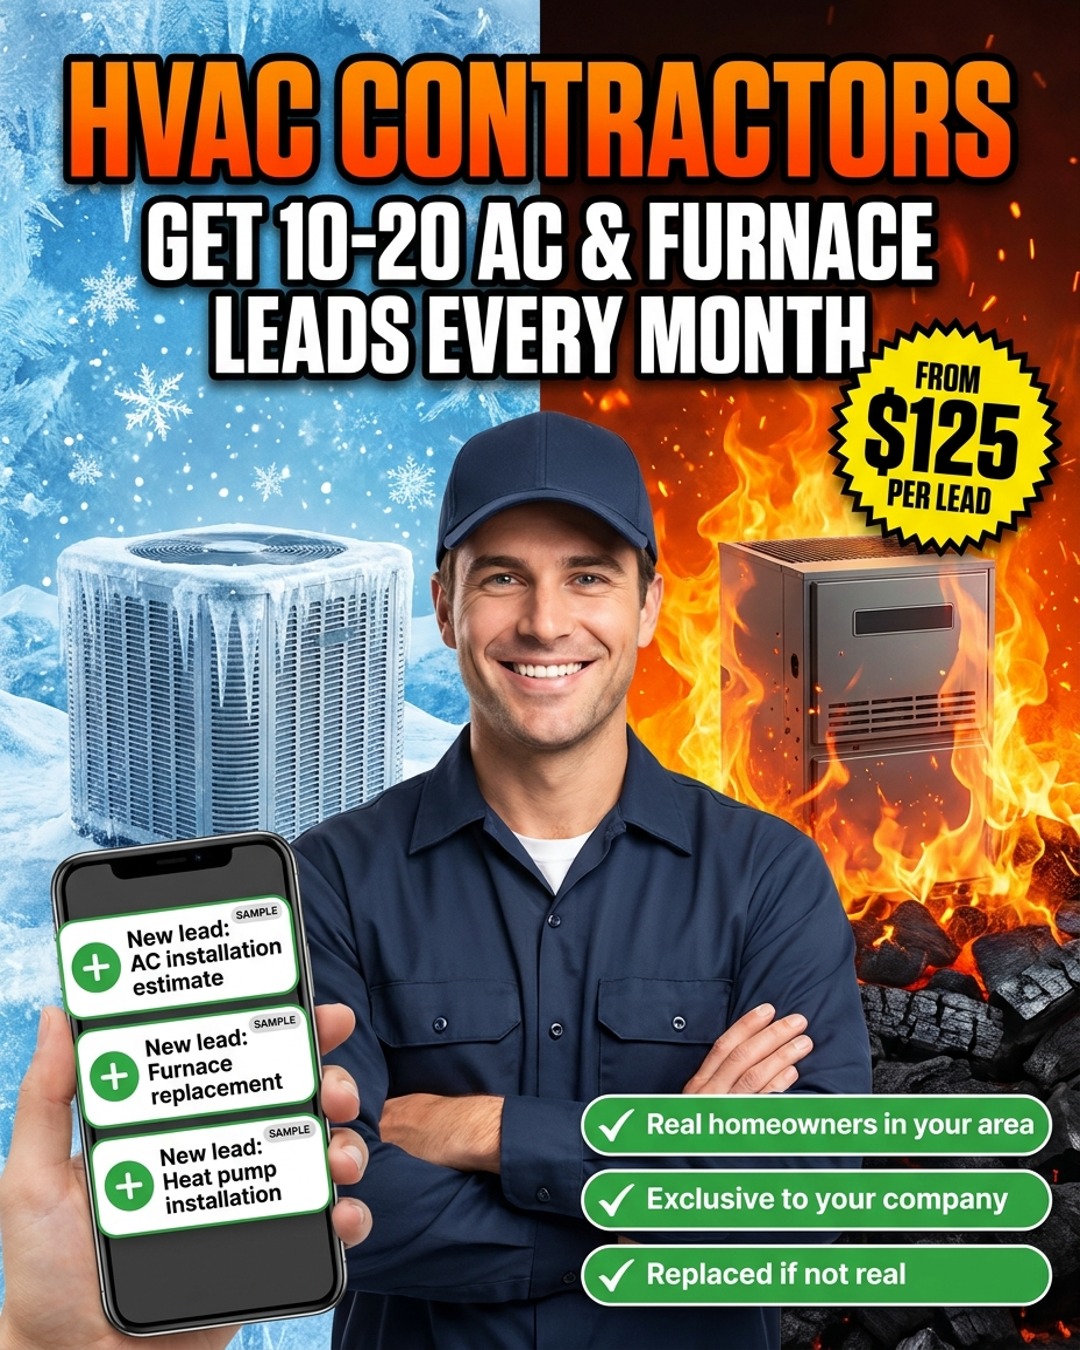 HVAC CONTRACTORS
GET 10-20 AC & FURNACE
LEADS EVERY MONTH
FROM
$125
PER LEAD
SAMPLE
New lead:
AC installation
estimate
SAMPLE
New lead:
Furnace
replacement
SAMPLE
New lead:
Heat pump
installation
Real homeowners in your area
Exclusive to your company
Replaced if not real